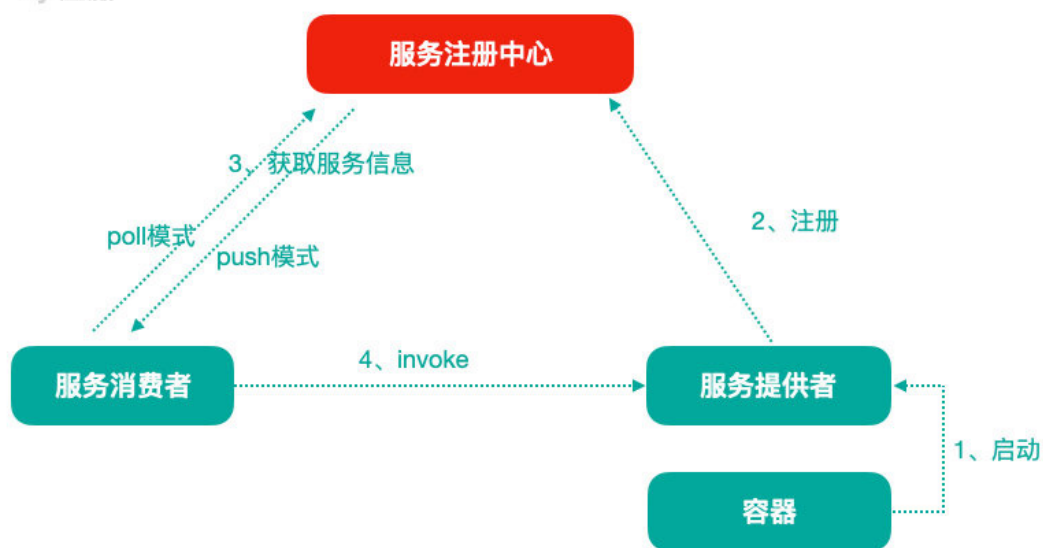 服务注册中心
3、获取服务信息
2、注册
poll模式
push模式
4、invoke
服务消费者
服务提供者
1、启动
容器